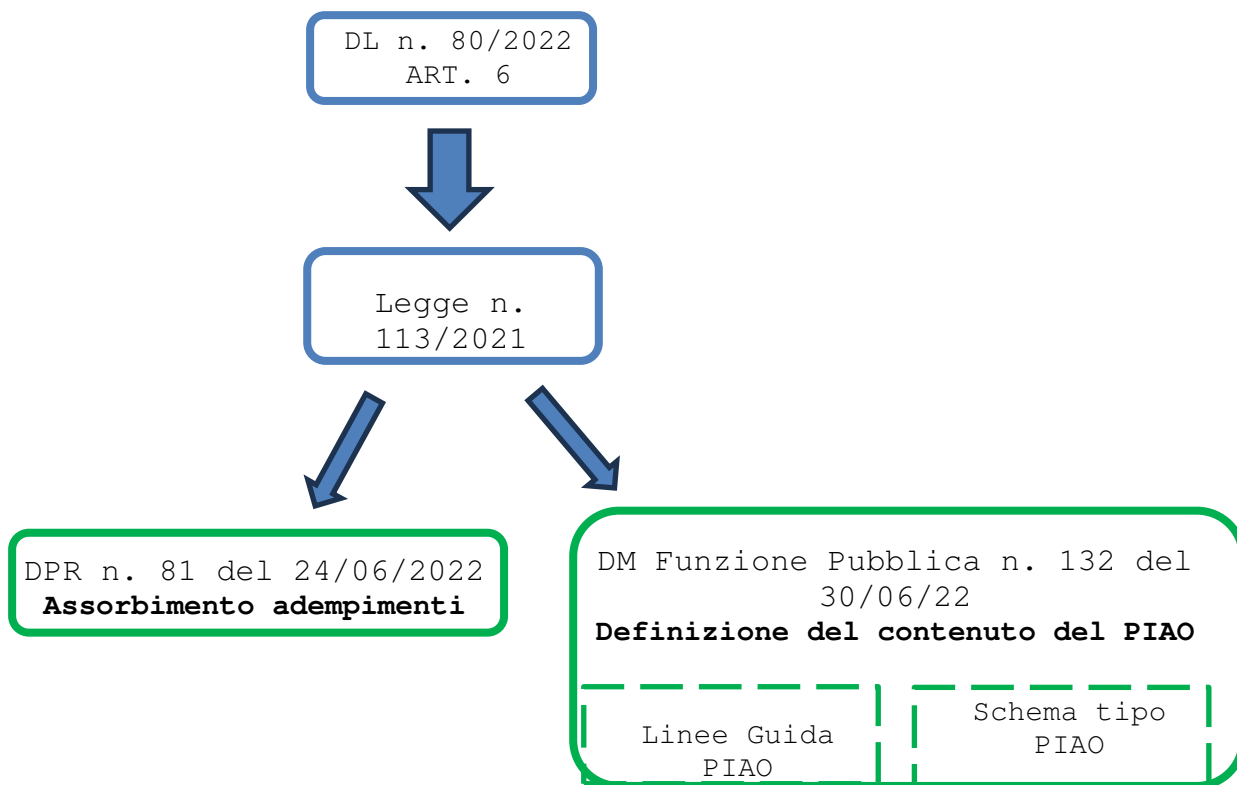 DL n. 80/2022
ART. 6
Legge n.
113/2021
DPR n. 81 del 24/06/2022
Assorbimento adempimenti
DM Funzione Pubblica n. 132 del
30/06/22
Definizione del contenuto del PIAO
Linee Guida
PIAO
Schema tipo
PIAO